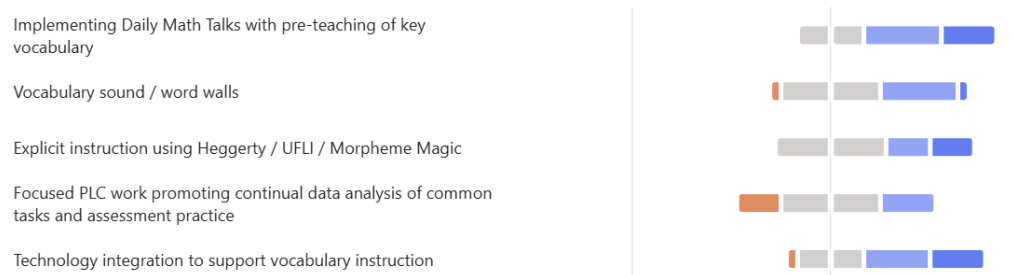 Implementing Daily Math Talks with pre-teaching of key
vocabulary
Vocabulary sound / word walls
Explicit instruction using Heggerty / UFLI / Morpheme Magic
Focused PLC work promoting continual data analysis of common
tasks and assessment practice
Technology integration to support vocabulary instruction